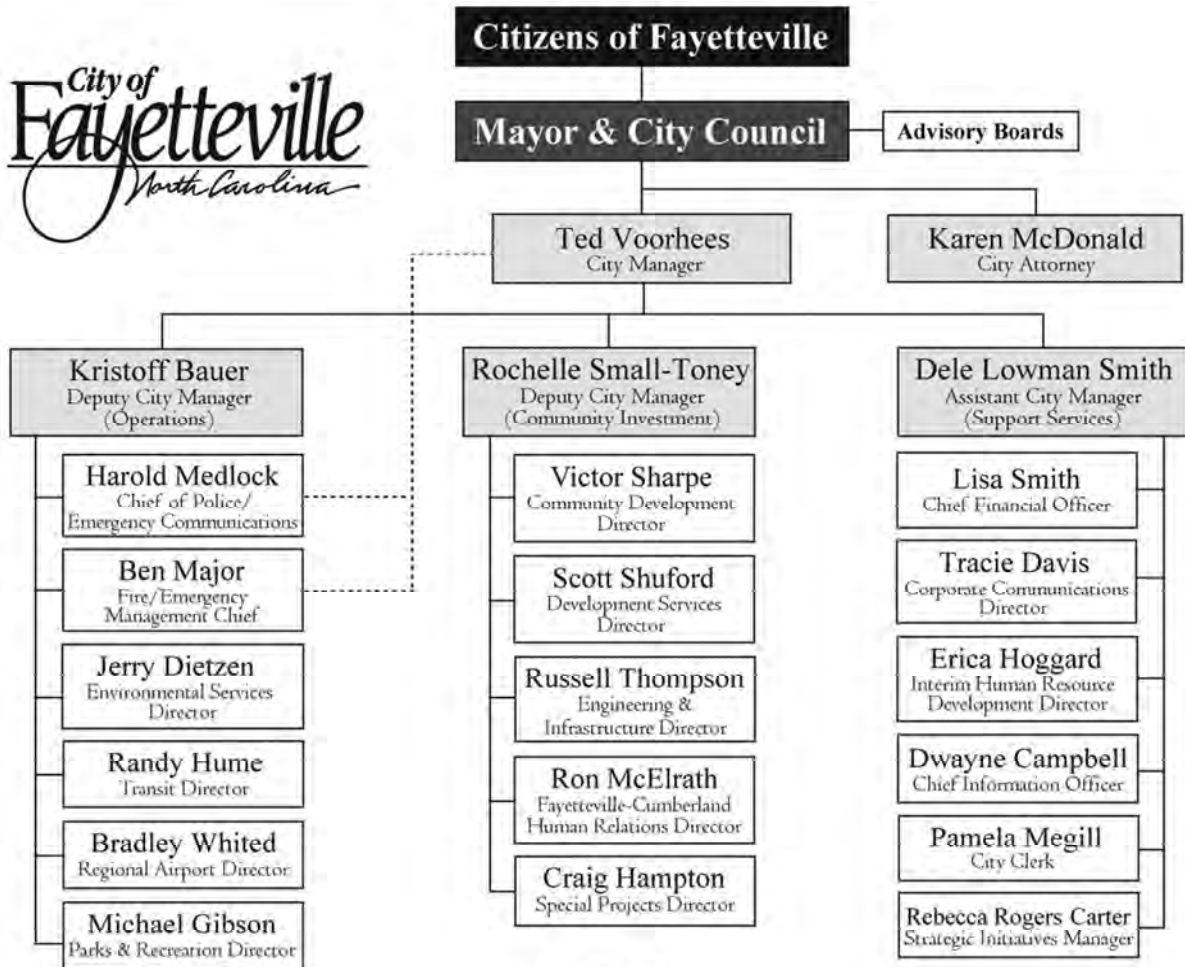 Citizens of Fayetteville
City of
Fayetteville
North Carolina
Mayor & City Council
Advisory Boards
Ted Voorhees
City Manager
Karen McDonald
City Attorney
Kristoff Bauer
Deputy City Manager
(Operations)
Harold Medlock
Chief of Police/
Emergency Communications
Ben Major
Fire/Emergency
Management Chief
Jerry Dietzen
Environmental Services
Director
Randy Hume
Transit Director
Bradley Whited
Regional Airport Director
Michael Gibson
Parks & Recreation Director
Rochelle Small-Toney
Deputy City Manager
(Community Investment)
Victor Sharpe
Community Development
Director
Scott Shuford
Development Services
Director
Russell Thompson
Engineering &
Infrastructure Director
Ron McElrath
Fayetteville-Cumberland
Human Relations Director
Craig Hampton
Special Projects Director
Dele Lowman Smith
Assistant City Manager
(Support Services)
Lisa Smith
Chief Financial Officer
Tracie Davis
Corporate Communications
Director
Erica Hoggard
Interim Human Resource
Development Director
Dwayne Campbell
Chief Information Officer
Pamela Megill
City Clerk
Rebecca Rogers Carter
Strategic Initiatives Manager